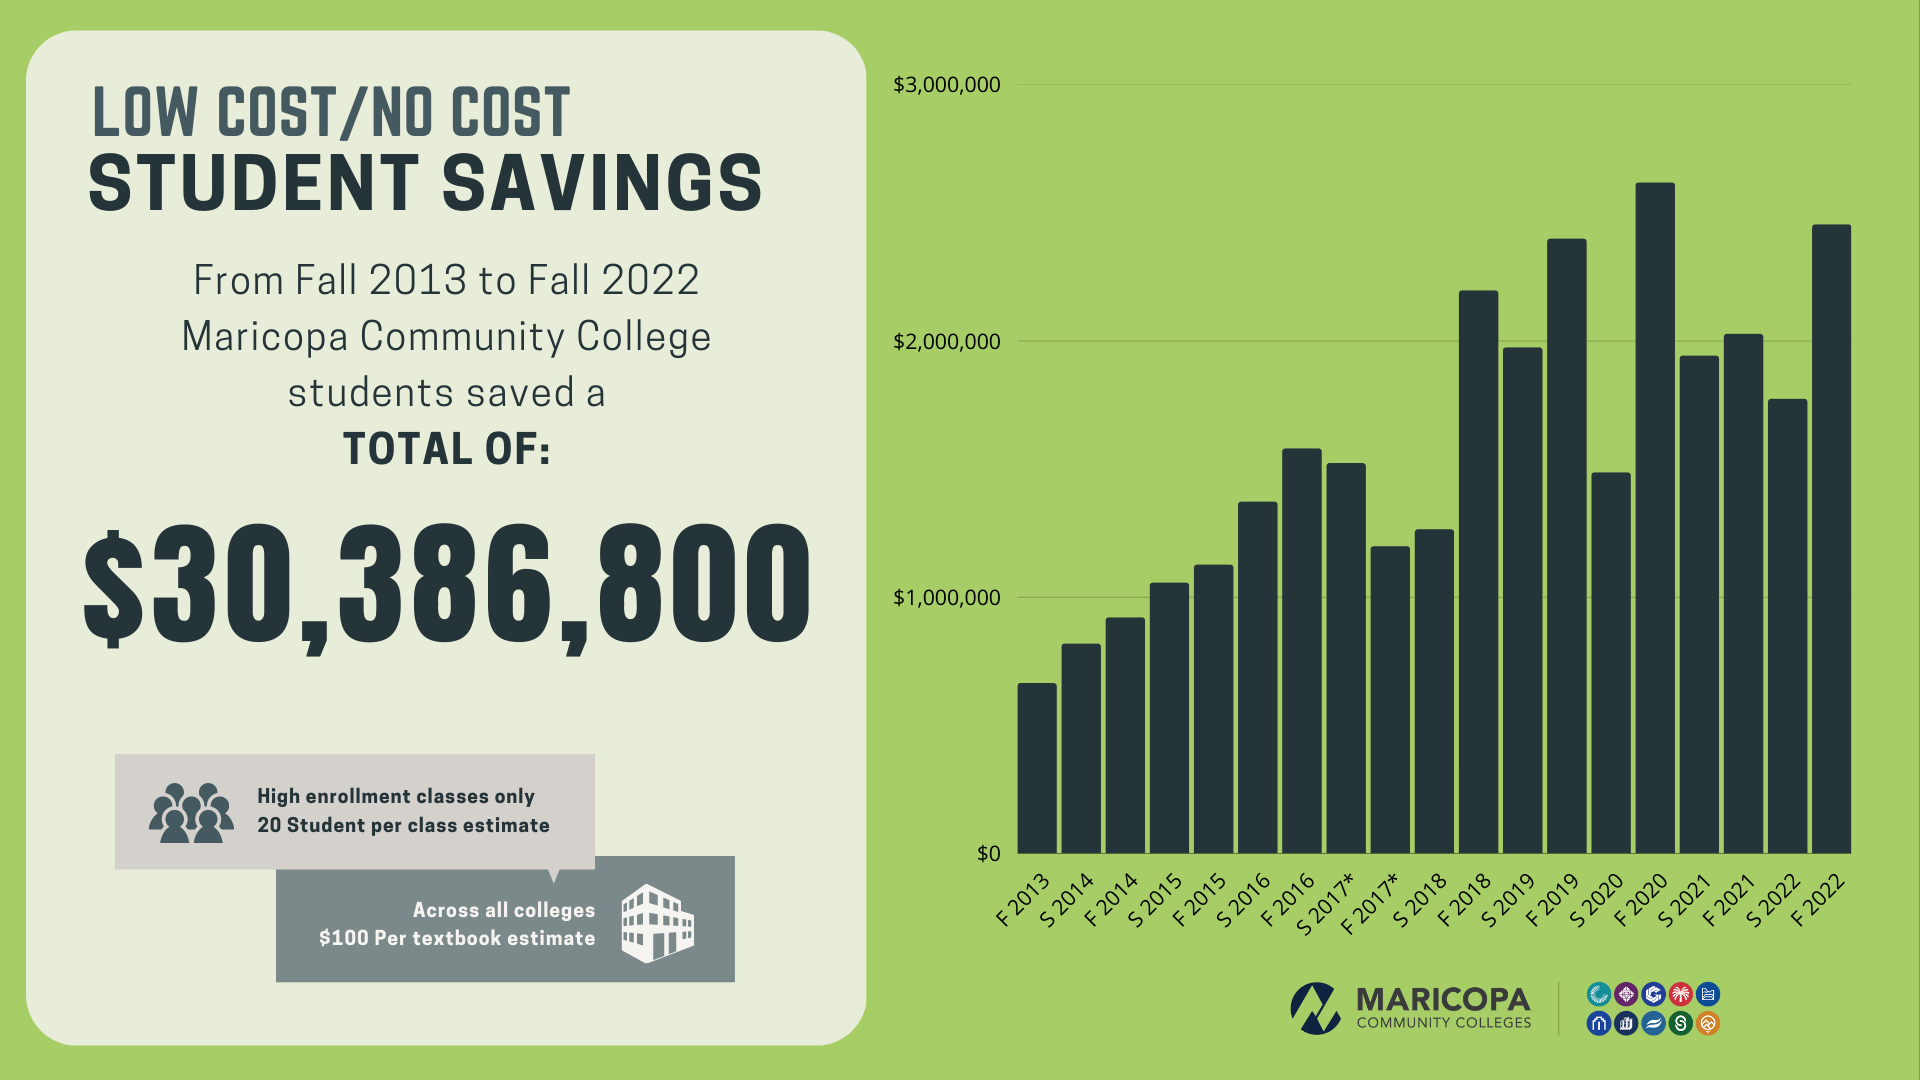 LOW COST/NO COST
STUDENT SAVINGS
From Fall 2013 to Fall 2022
Maricopa Community College
students saved a
TOTAL OF:
$30,386,800
High enrollment classes only
20 Student per class estimate
Across all colleges
$100 Per textbook estimate
$3,000,000
$2,000,000
$1,000,000
$0
F 2013
S 2014
F 2014
S 2015
F 2015
S 2016
F 2016
S 2017*
F 2017*
S 2018
F 2018
S 2019
F 2019
S 2020
F 2020
S 2021
F 2021
S 2022
F 2022
MARICOPA
COMMUNITY COLLEGES